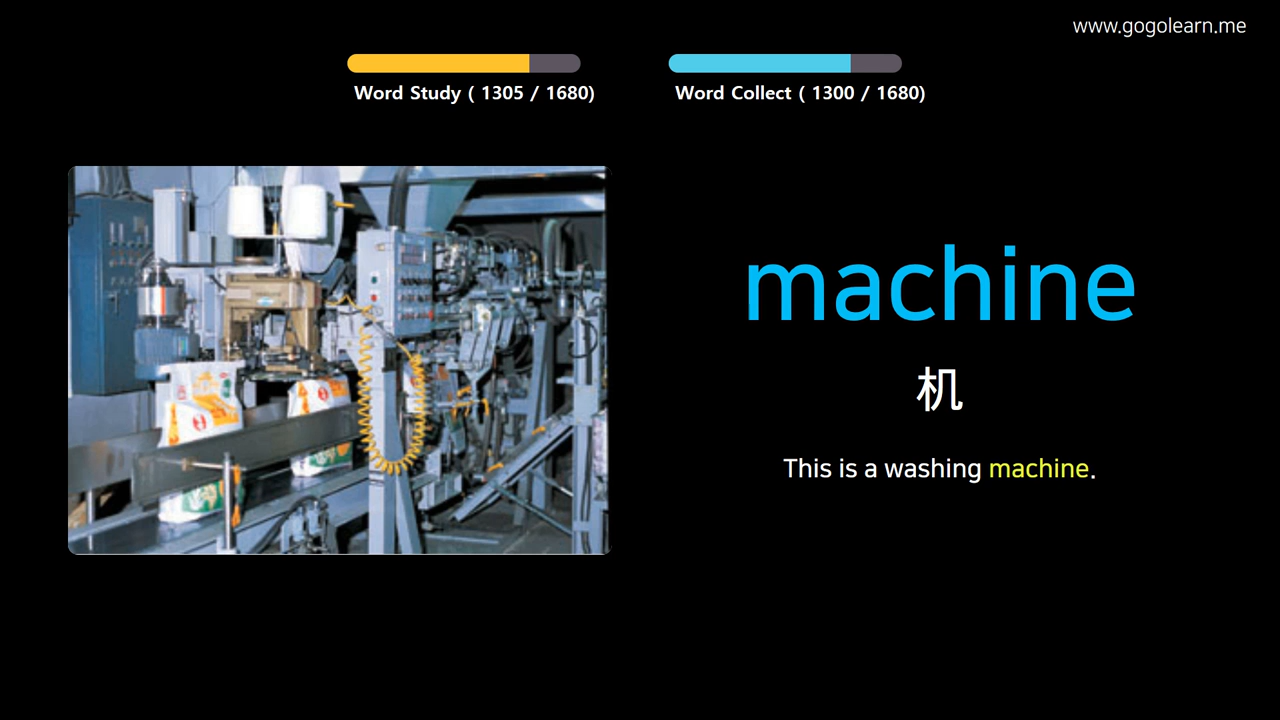 www.gogolearn.me
Word Study ( 1305 / 1680)
Word Collect ( 1300 / 1680)
machine
机
This is a washing machine.